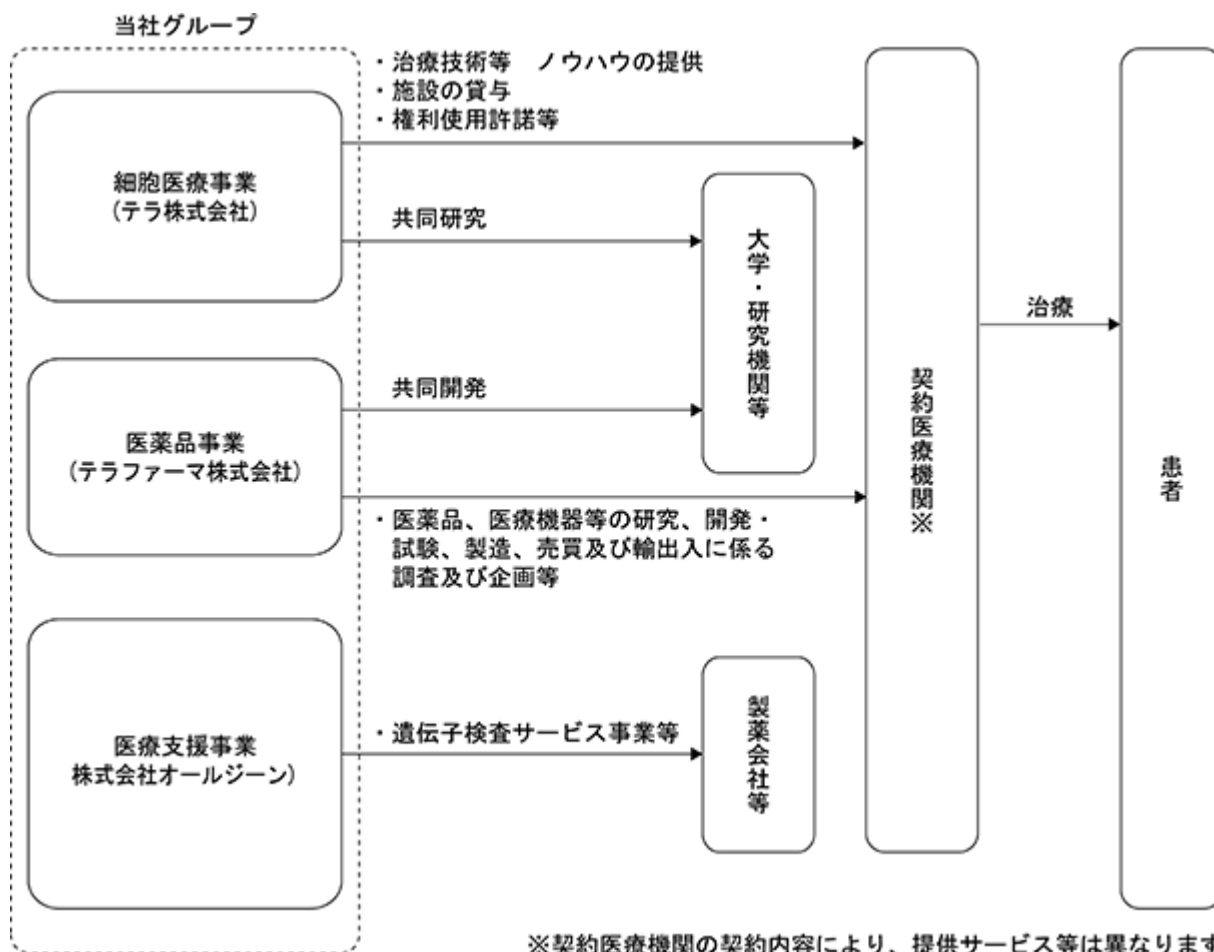 当社グループ
・治療技術等　ノウハウの提供
・施設の貸与
・権利使用許諾等
細胞医療事業
(テラ株式会社)
共同研究
大学・研究機関等
治療
共同開発
契約医療機関※
患者
医薬品事業
(テラファーマ株式会社)
・医薬品、医療機器等の研究、開発・
試験、製造、売買及び輸出入に係る
調査及び企画等
製薬会社等
・遺伝子検査サービス事業等
医療支援事業
株式会社オールジーン)
※契約医療機関の契約内容により、提供サービス等は異なります